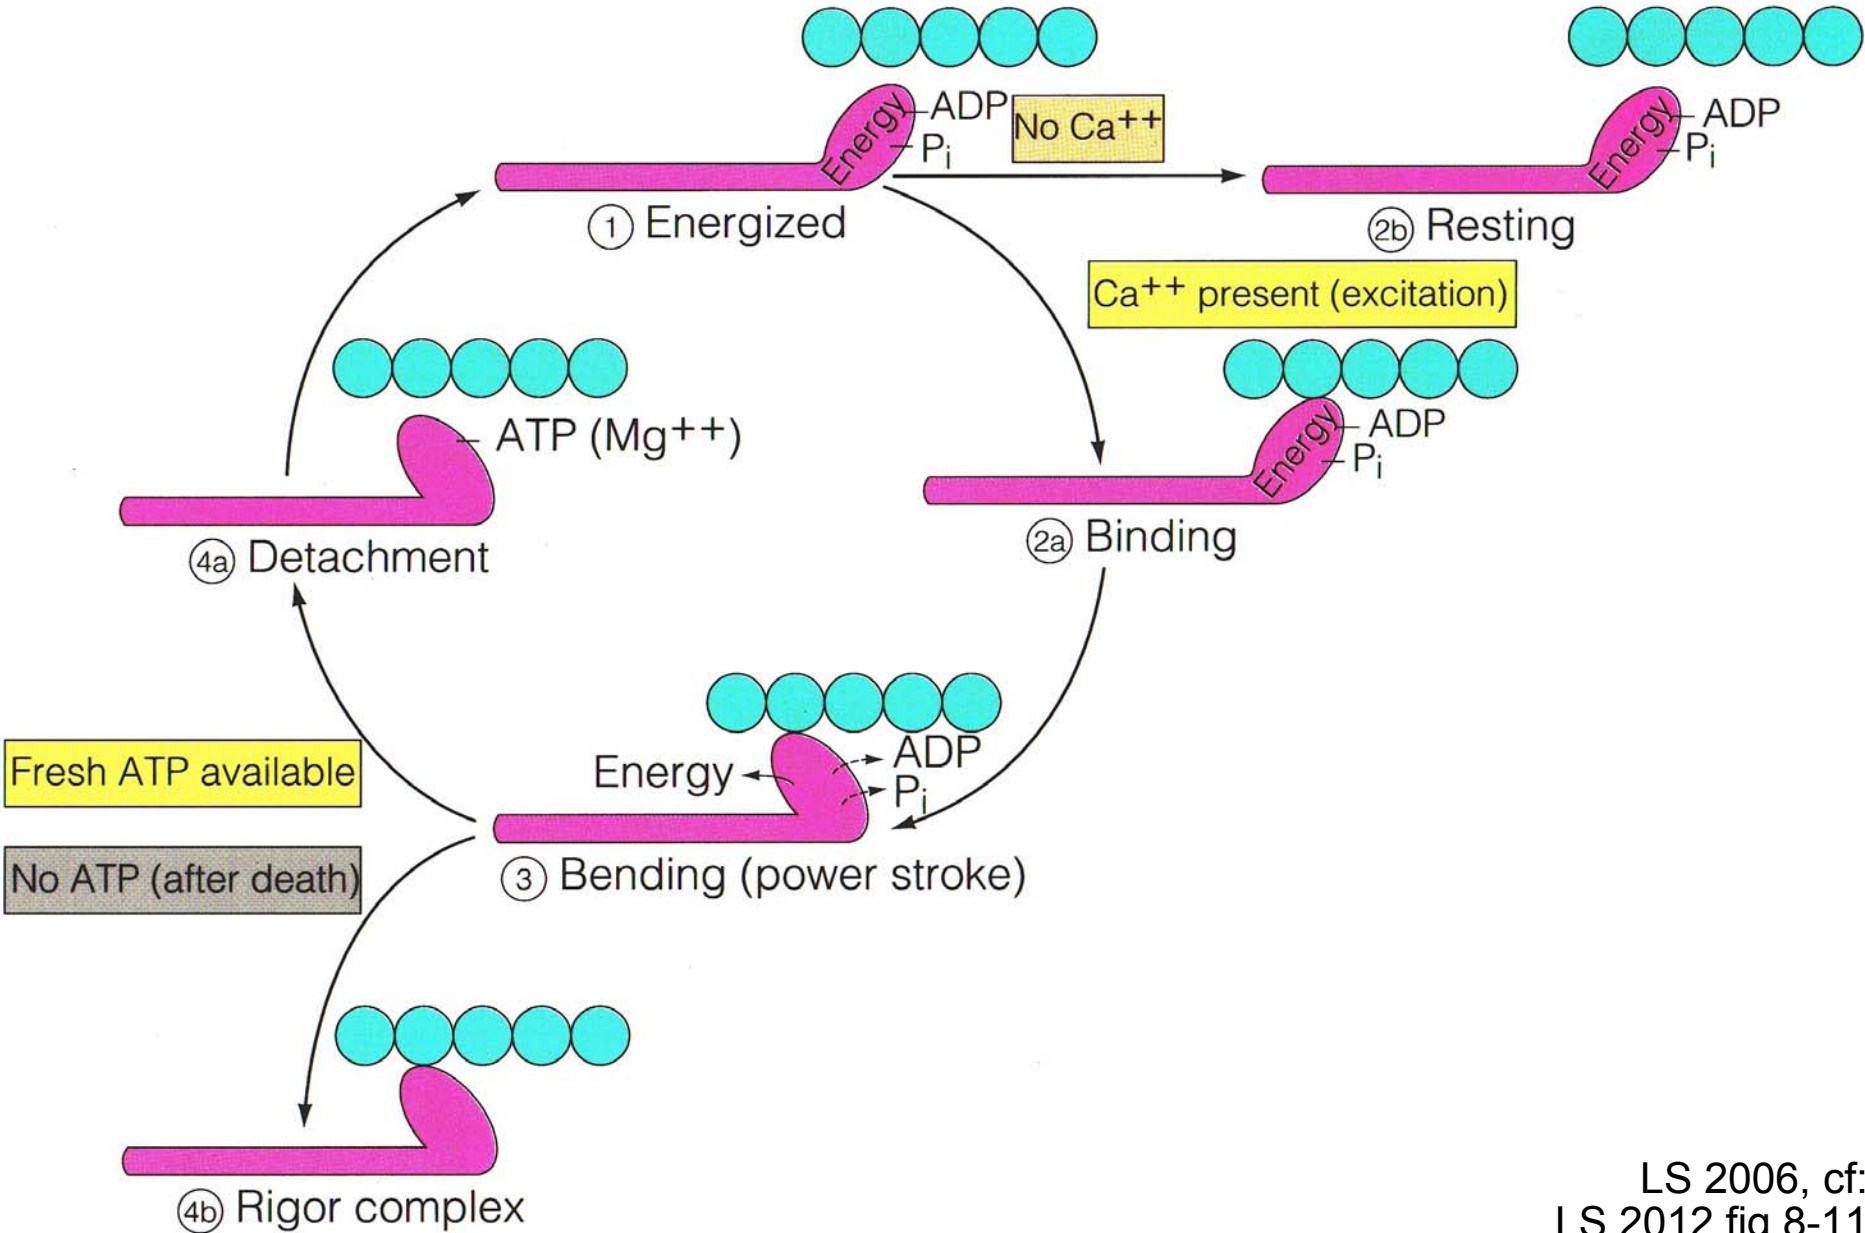 Energy
ADP
Pi
No Ca++
1 Energized
Energy
ADP
Pi
2b Resting
Ca++ present (excitation)
Energy
ADP
Pi
2a Binding
ATP (Mg++)
4a Detachment
Fresh ATP available
No ATP (after death)
Energy
ADP
Pi
3 Bending (power stroke)
4b Rigor complex
LS 2006, cf:
LS 2012 fig 8-11